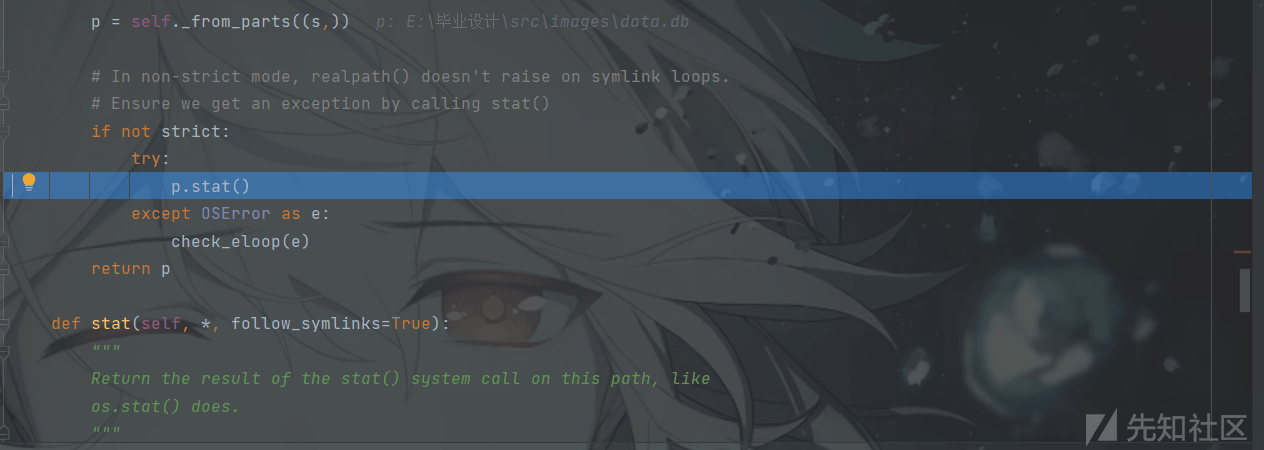 p = self._from_parts((s,))   p: E:\毕业设计\src\images\data.db
# In non-strict mode, realpath() doesn't raise on symlink loops.
# Ensure we get an exception by calling stat()
if not strict:
try:
p.stat()
except OSError as e:
check_eloop(e)
return p
def stat(self, *, follow_symlinks=True):
"""
Return the result of the stat() system call on this path, like
os.stat() does.
"""
先知社区